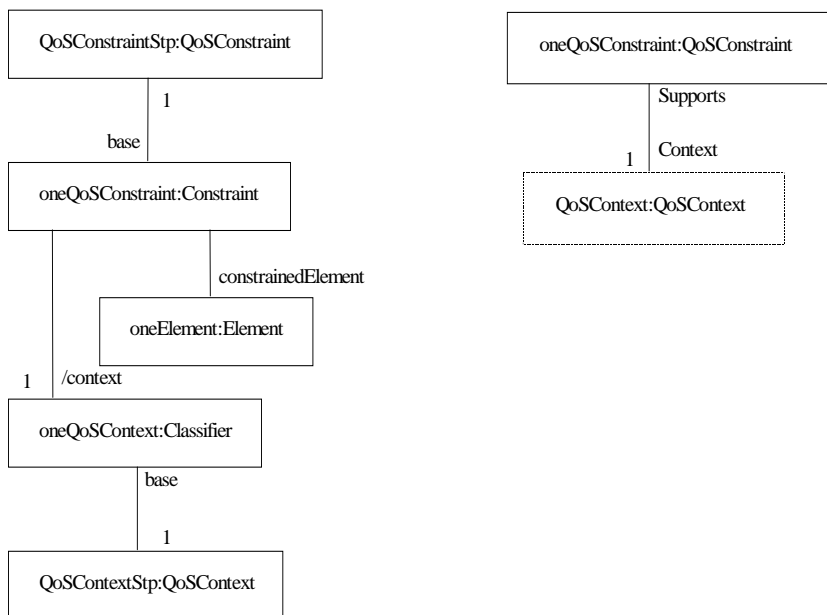 QoSConstraintStp:QoSConstraint
1
base
oneQoSConstraint:Constraint
constrainedElement
oneElement:Element
1
/context
oneQoSContext:Classifier
base
1
QoSContextStp:QoSContext
oneQoSConstraint:QoSConstraint
Supports
Context
1
QoSContext:QoSContext